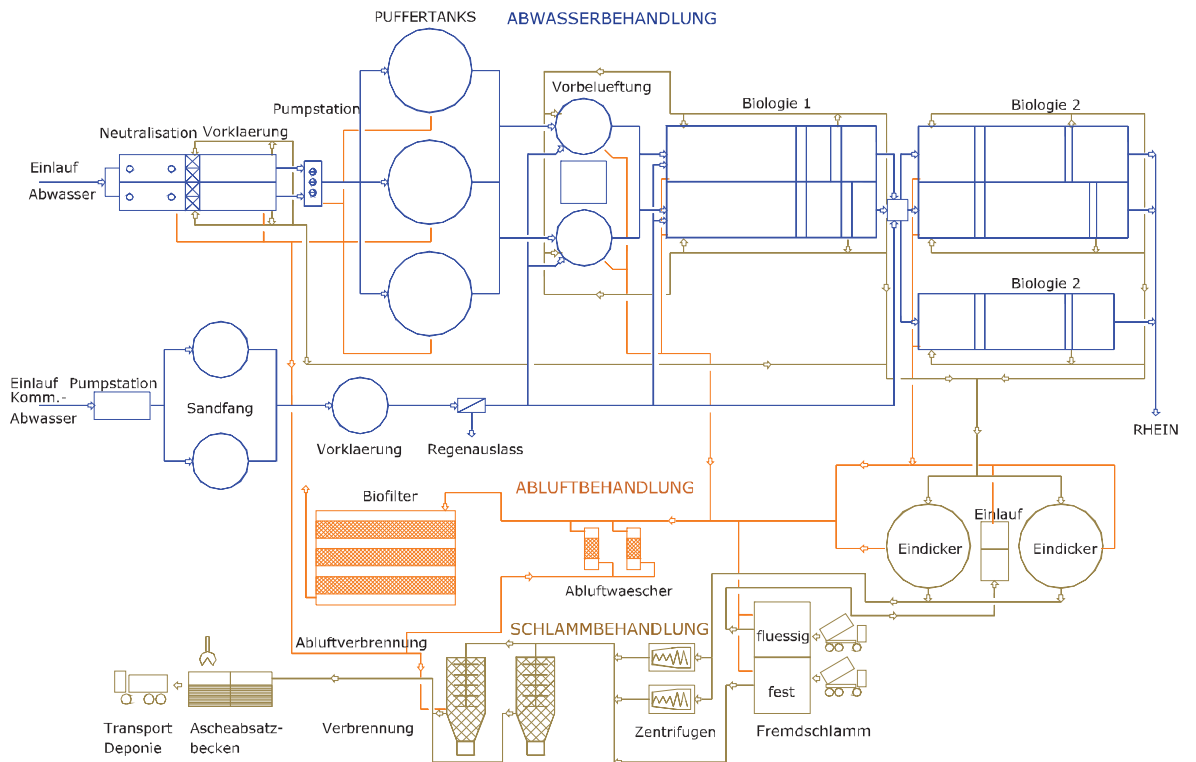 PUFFERTANKS
ABWASSERBEHANDLUNG
Vorbelueftung
Pumpstation
Biologie 1
Biologie 2
Neutralisation
Vorklaerung
Einlauf
Abwasser
Biologie 2
Einlauf
Komm.-
Abwasser
Pumpstation
Sandfang
Vorklaerung
Regenauslass
RHEIN
ABLUFTBEHANDLUNG
Biofilter
Einlauf
Eindicker
Eindicker
Abluftwaescher
SCHLAMMBEHANDLUNG
Abluftverbrennung
fluessig
fest
Transport
Deponie
Ascheabsatz-
becken
Verbrennung
Zentrifugen
Fremdschlamm